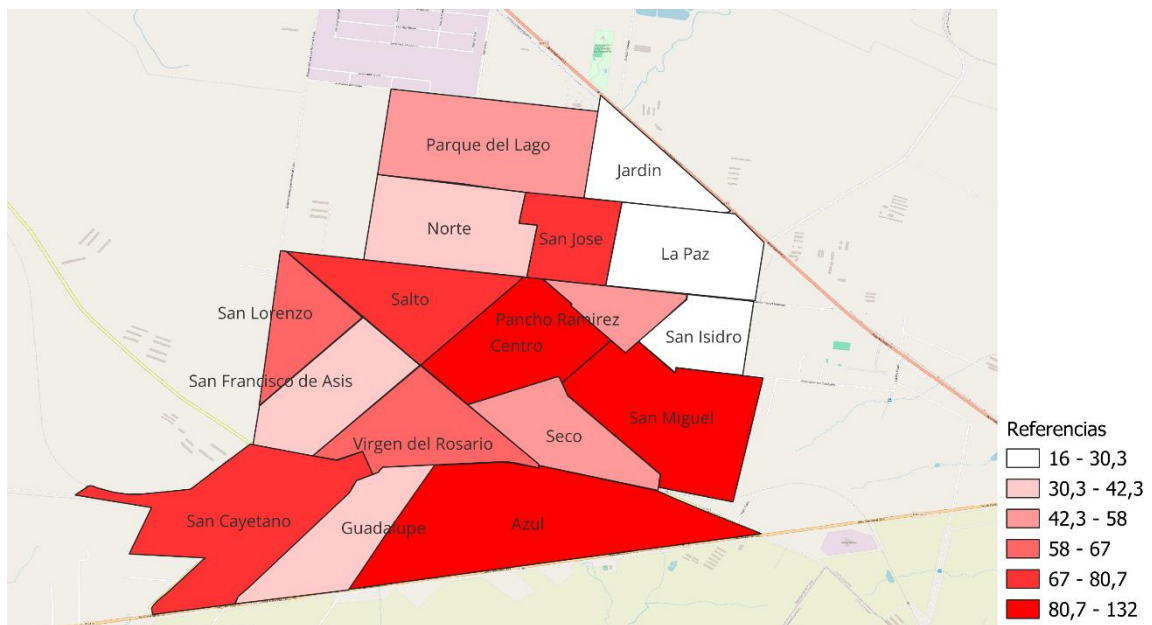 Parque del Lago
Jardin
Norte
San Jose
La Paz
San Lorenzo
Salto
Pancho Ramirez
Centro
San Isidro
San Francisco de Asis
San Miguel
Virgen del Rosario
Seco
San Cayetano
Guadalupe
Azul
Referencias
16 - 30,3
30,3 - 42,3
42,3 - 58
58 - 67
67 - 80,7
80,7 - 132